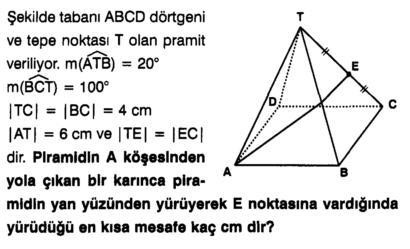 Şekilde tabanı ABCD dörtgeni
ve tepe noktası T olan pramit
veriliyor. m(ATB) = 20°
m(BCT) = 100°
|TC| = |BC| = 4 cm
|AT| = 6 cm ve |TE| = |EC|
dir. Piramidin A köşesinden
yola çıkan bir karınca pira-
midin yan yüzünden yürüyerek E noktasına vardığında
yürüdüğü en kısa mesafe kaç cm dir?
T
E
D
C
A
B